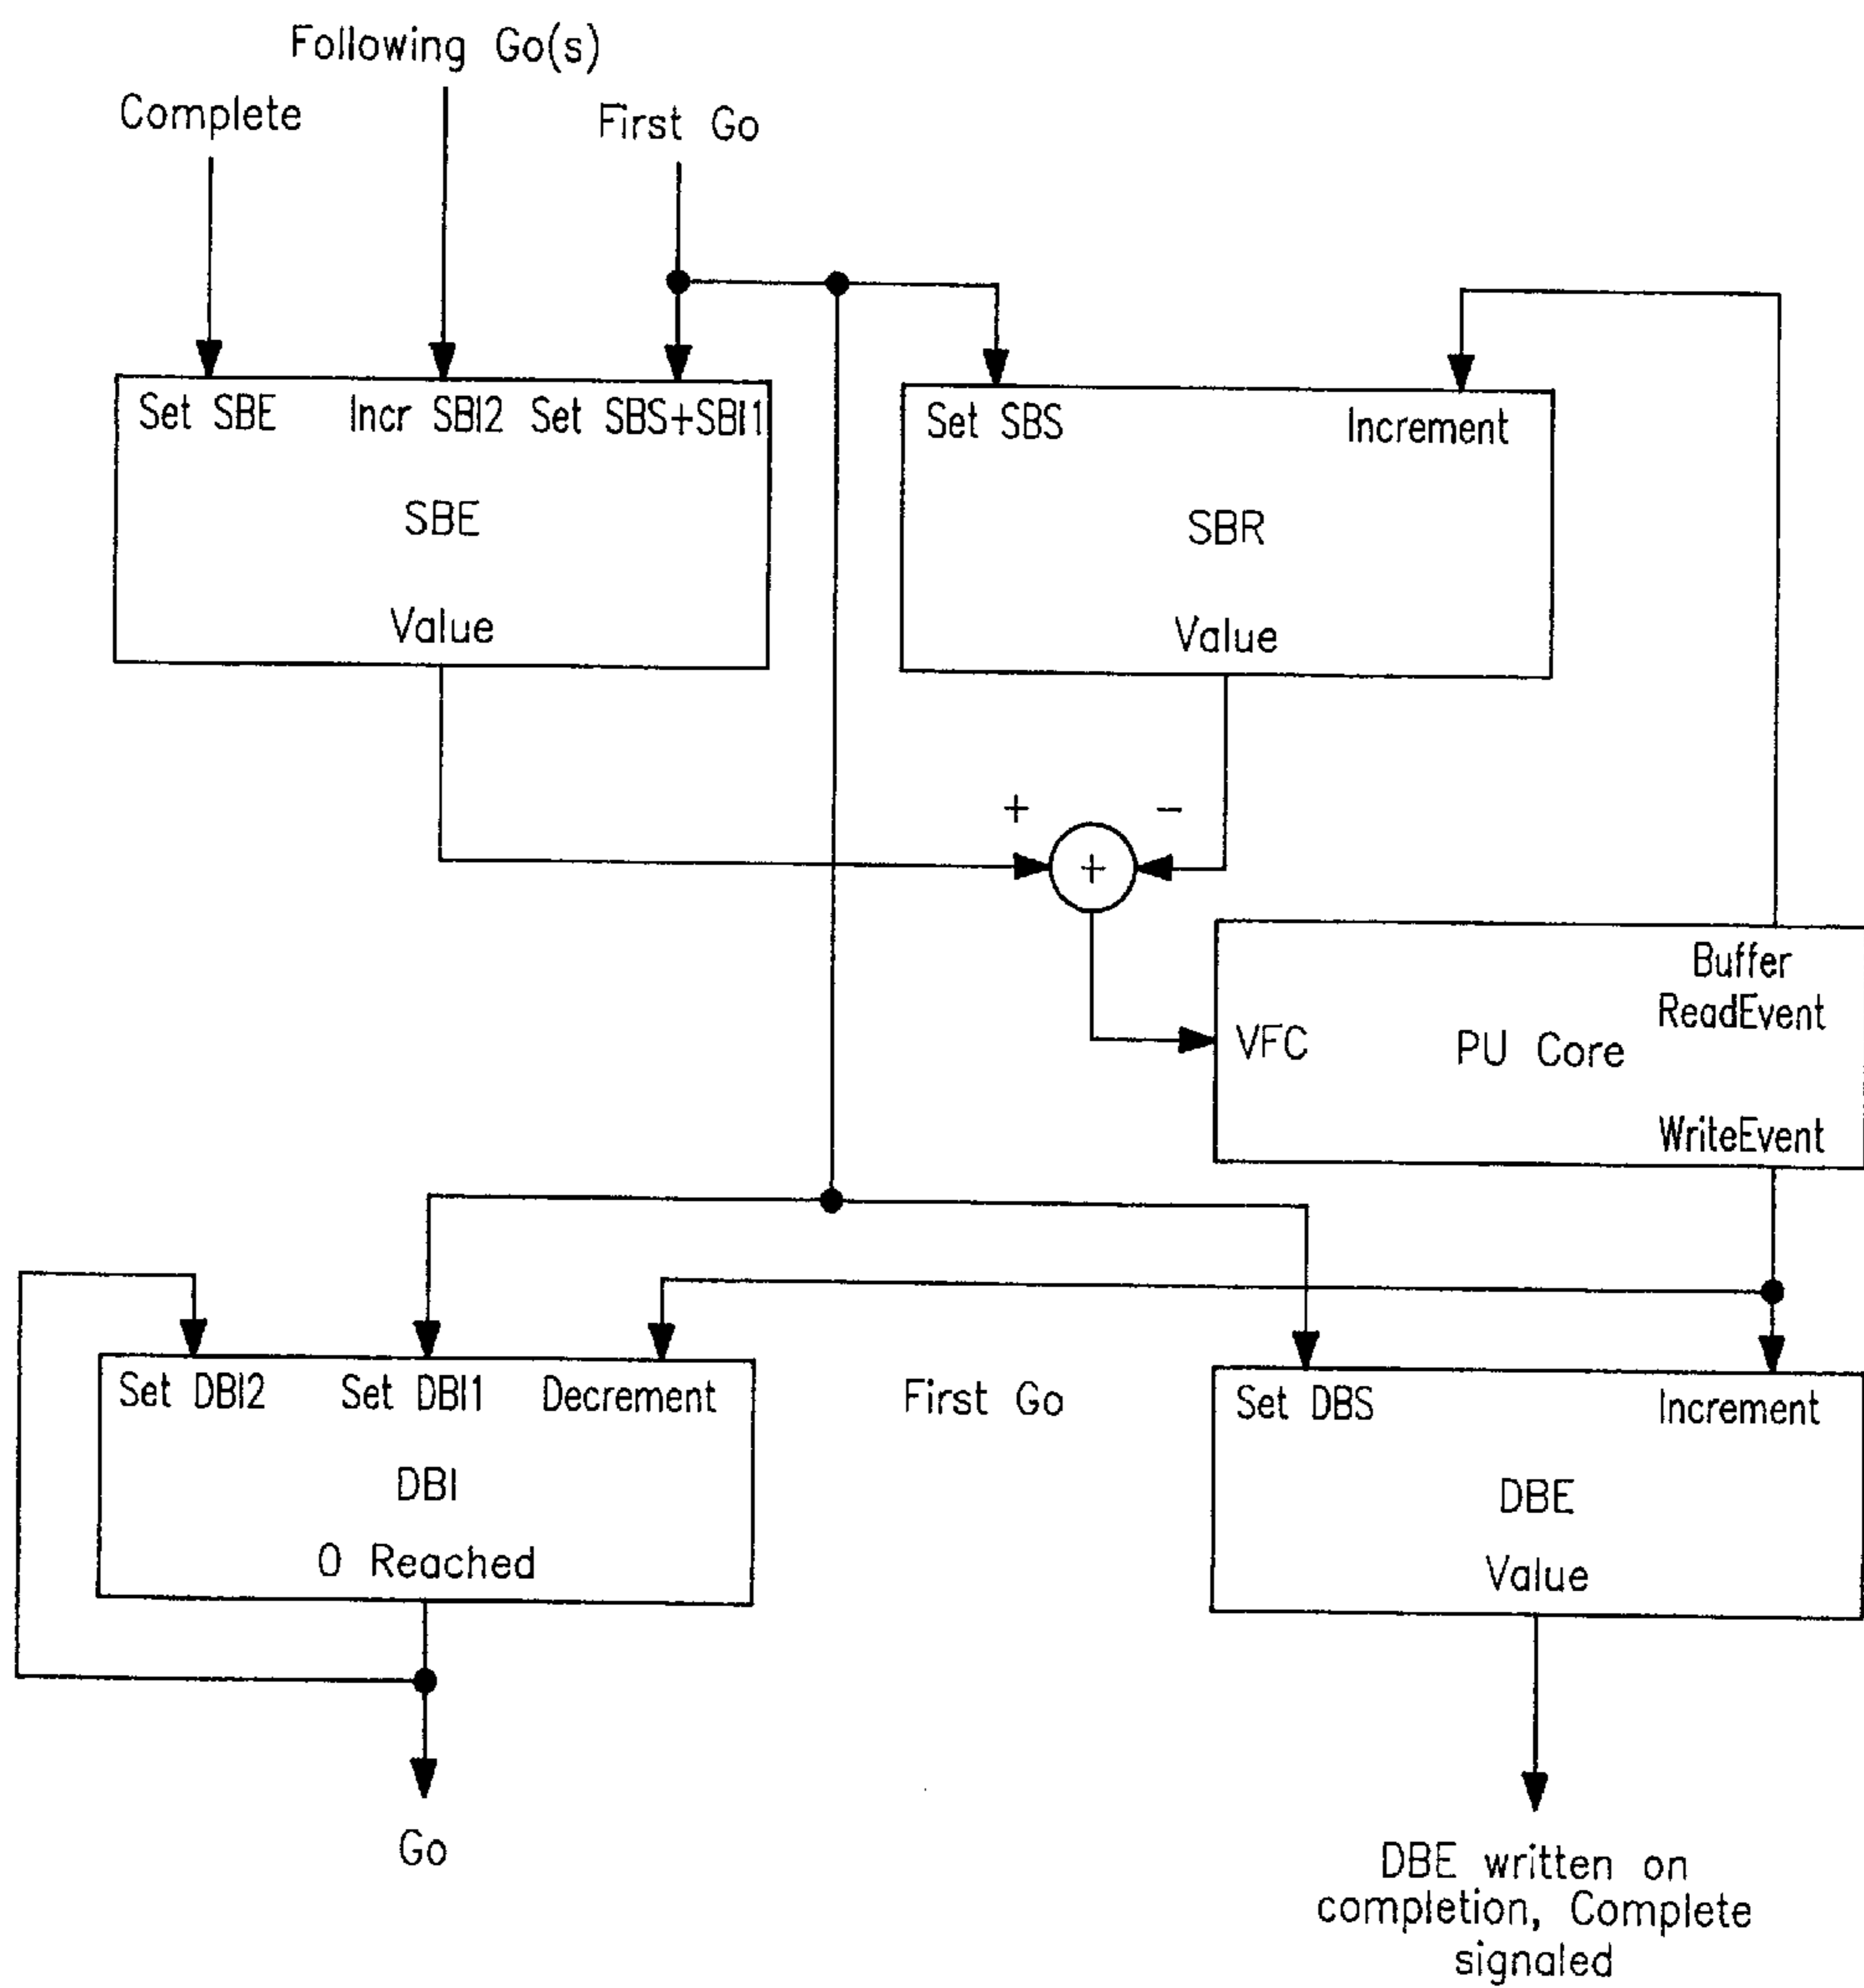 Following Go(s)
Complete
First Go
Set SBE
Incr SBI2
Set SBS+SBI1
SBE
Value
Set SBS
Increment
SBR
Value
+
−
+
Buffer
ReadEvent
VFC
PU Core
WriteEvent
Set DBI2
Set DBI1
Decrement
DBI
0 Reached
First Go
Set DBS
Increment
DBE
Value
Go
DBE written on
completion, Complete
signaled